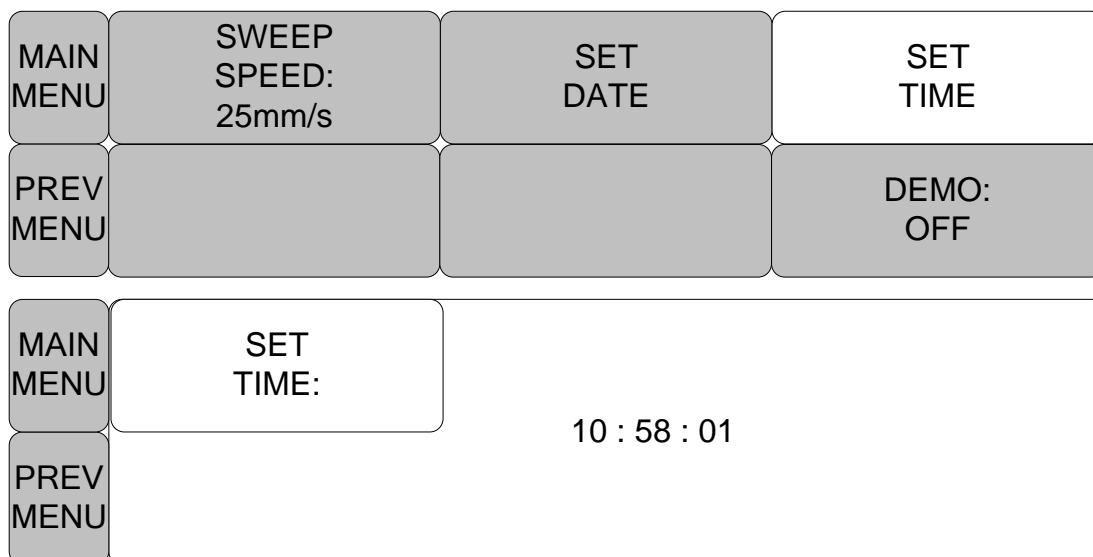 MAIN
MENU
SWEEP
SPEED:
25mm/s
SET
DATE
SET
TIME
PREV
MENU
DEMO:
OFF
MAIN
MENU
SET
TIME:
10 : 58 : 01
PREV
MENU